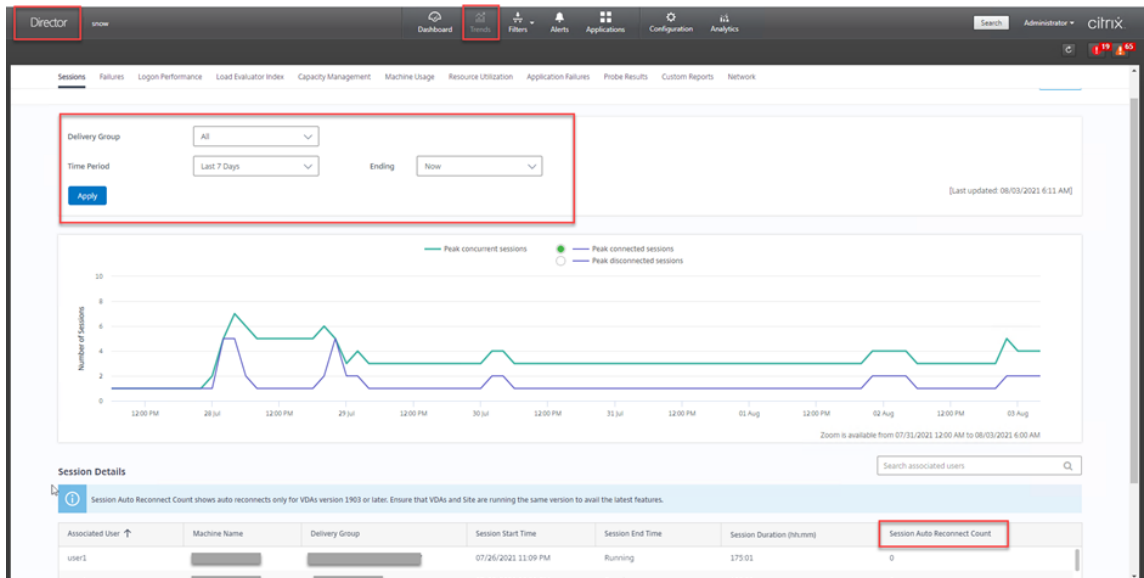 Director snow Dashboard Trends Filters Alerts Applications Configuration Analytics Search Administrator citrix
19 65
Sessions Failures Logon Performance Load Evaluator Index Capacity Management Machine Usage Resource Utilization Application Failures Probe Results Custom Reports Network
Delivery Group All
Time Period Last 7 Days Ending Now
Apply [Last updated: 08/03/2021 6:11 AM]
Peak concurrent sessions Peak connected sessions
Peak disconnected sessions
10
8
6
4
2
0
Number of Sessions
12:00 PM 28 Jul 12:00 PM 29 Jul 12:00 PM 30 Jul 12:00 PM 31 Jul 12:00 PM 01 Aug 12:00 PM 02 Aug 12:00 PM 03 Aug
Zoom is available from 07/31/2021 12:00 AM to 08/03/2021 6:00 AM
Session Details Search associated users
Session Auto Reconnect Count shows auto reconnects only for VDAs version 1903 or later. Ensure that VDAs and Site are running the same version to avail the latest features.
Associated User Machine Name Delivery Group Session Start Time Session End Time Session Duration (hh.mm) Session Auto Reconnect Count
user1 07/26/2021 11:09 PM Running 175:01 0